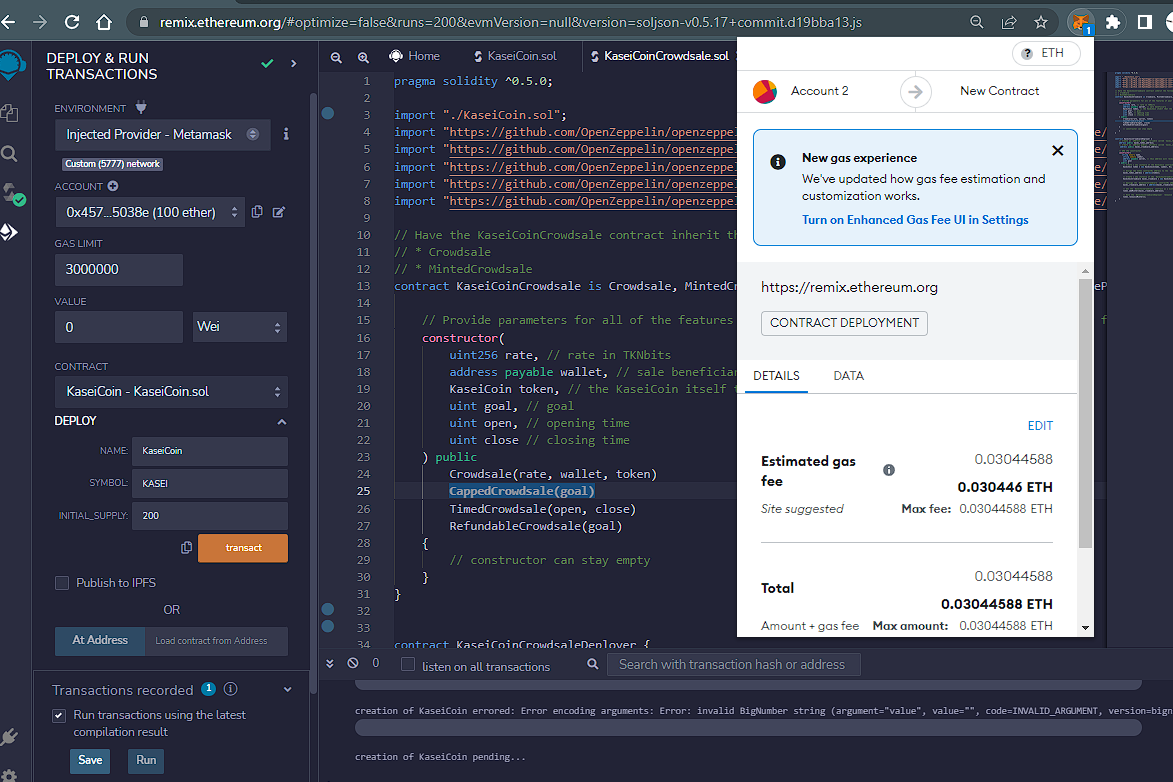 remix.ethereum.org/#optimize=false&runs=200&evmVersion=null&version=soljson-v0.5.17+commit.d19bba13.js
1
DEPLOY & RUN
TRANSACTIONS
ENVIRONMENT
Injected Provider - Metamask
i
Custom (5777) network
ACCOUNT
0x457...5038e (100 ether)
GAS LIMIT
3000000
VALUE
0
Wei
CONTRACT
KaseiCoin - KaseiCoin.sol
DEPLOY
NAME:
KaseiCoin
SYMBOL:
KASEI
INITIAL_SUPPLY:
200
transact
Publish to IPFS
OR
At Address
Load contract from Address
Transactions recorded 1 i
Run transactions using the latest
compilation result
Save
Run
Home
KaseiCoin.sol
KaseiCoinCrowdsale.sol
1 pragma solidity ^0.5.0;
2
3 import "./KaseiCoin.sol";
4 import "https://github.com/OpenZeppelin/openzeppe
5 import "https://github.com/OpenZeppelin/openzeppel
6 import "https://github.com/OpenZeppelin/openzeppel
7 import "https://github.com/OpenZeppelin/openzeppel
8 import "https://github.com/OpenZeppelin/openzeppel
9
10 // Have the KaseiCoinCrowdsale contract inherit th
11 // * Crowdsale
12 // * MintedCrowdsale
13 contract KaseiCoinCrowdsale is Crowdsale, MintedCr
14
15 // Provide parameters for all of the features
16 constructor(
17 uint256 rate, // rate in TKNbits
18 address payable wallet, // sale beneficiar
19 KaseiCoin token, // the KaseiCoin itself
20 uint goal, // goal
21 uint open, // opening time
22 uint close // closing time
23 ) public
24 Crowdsale(rate, wallet, token)
25 CappedCrowdsale(goal)
26 TimedCrowdsale(open, close)
27 RefundableCrowdsale(goal)
28 {
29 // constructor can stay empty
30 }
31 }
32
33
34 contract KaseiCoinCrowdsaleDeployer {
0
listen on all transactions
Search with transaction hash or address
creation of KaseiCoin errored: Error encoding arguments: Error: invalid BigNumber string (argument="value", value="", code=INVALID_ARGUMENT, version=bign
creation of KaseiCoin pending...
? ETH
Account 2
New Contract
New gas experience
We've updated how gas fee estimation and
customization works.
Turn on Enhanced Gas Fee UI in Settings
https://remix.ethereum.org
CONTRACT DEPLOYMENT
DETAILS
DATA
EDIT
Estimated gas
fee
0.03044588
0.030446 ETH
Site suggested
Max fee: 0.03044588 ETH
Total
0.03044588
0.03044588 ETH
Amount + gas fee
Max amount: 0.03044588 ETH